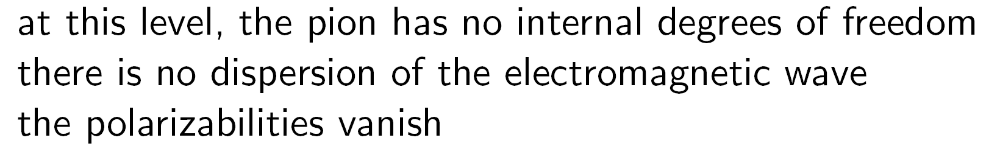 at this level, the pion has no internal degrees of freedom
there is no dispersion of the electromagnetic wave
the polarizabilities vanish